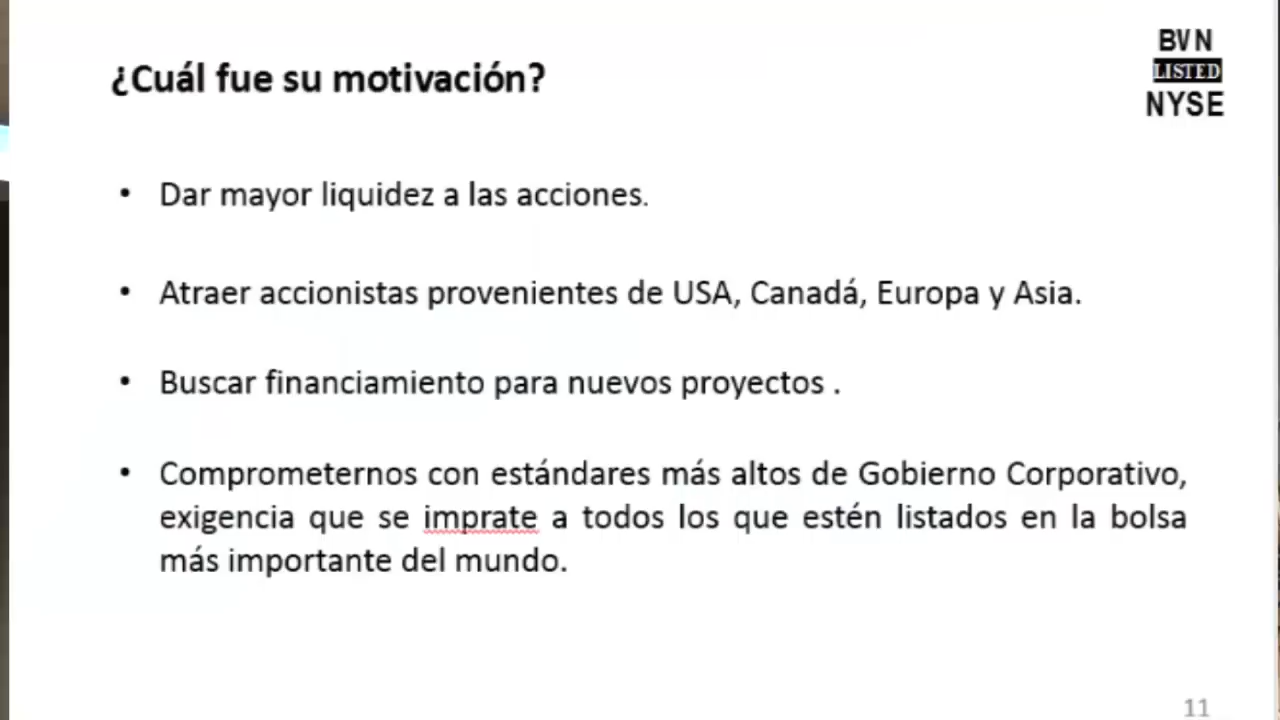 BVN
LISTED
NYSE
¿Cuál fue su motivación?
• Dar mayor liquidez a las acciones.
• Atraer accionistas provenientes de USA, Canadá, Europa y Asia.
• Buscar financiamiento para nuevos proyectos .
• Comprometernos con estándares más altos de Gobierno Corporativo,
exigencia que se imprate a todos los que estén listados en la bolsa
más importante del mundo.
11